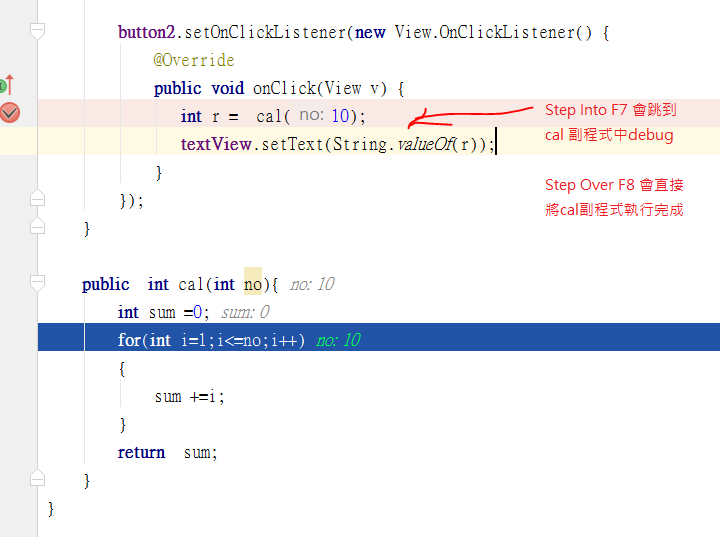 button2.setOnClickListener(new View.OnClickListener() {
@Override
public void onClick(View v) {
int r = cal( no: 10);
textView.setText(String.valueOf(r));
}
});
}
Step Into F7 會跳到
cal 副程式中debug
Step Over F8 會直接
將cal副程式執行完成
public int cal(int no){ no: 10
int sum =0; sum: 0
for(int i=1;i<=no;i++) no: 10
{
sum +=i;
}
return sum;
}
}